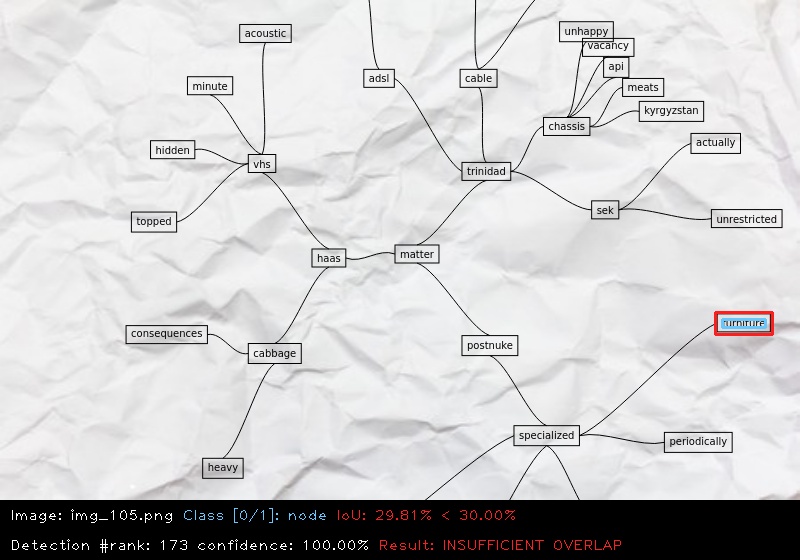 unhappy
acoustic
vacancy
api
adsl
cable
minute
meats
kyrgyzstan
chassis
actually
hidden
vhs
trinidad
sek
topped
unrestricted
haas
matter
furniture
consequences
postnuke
cabbage
specialized
periodically
heavy
Image: img_105.png Class [0/1]: node IoU: 29.81% < 30.00%
Detection #rank: 173 confidence: 100.00% Result: INSUFFICIENT OVERLAP